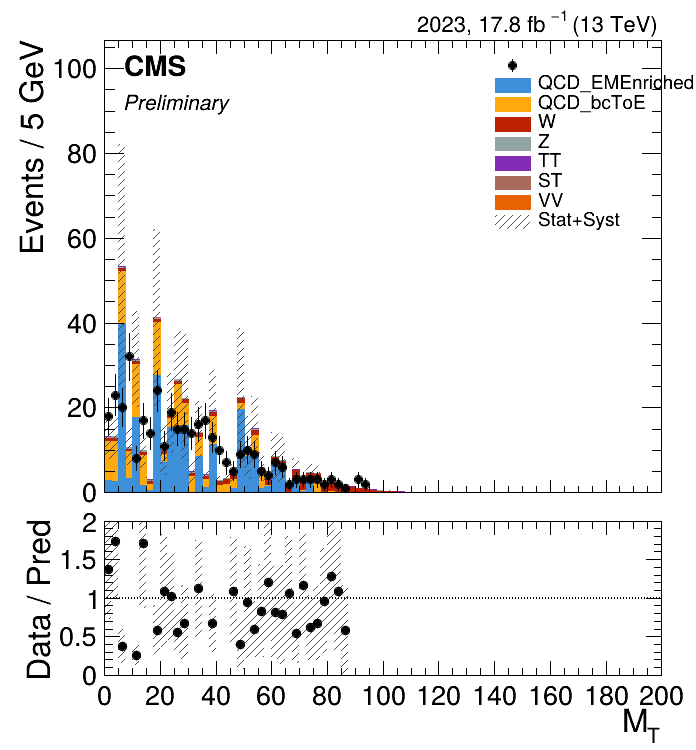 2023, 17.8 fb⁻¹ (13 TeV)
Events / 5 GeV
CMS
Preliminary
QCD_EMEnriched
QCD_bcToE
W
Z
TT
ST
VV
Stat+Syst
100
80
60
40
20
0
Data / Pred
2
1.5
1
0.5
0
0 20 40 60 80 100 120 140 160 180 200
M_T